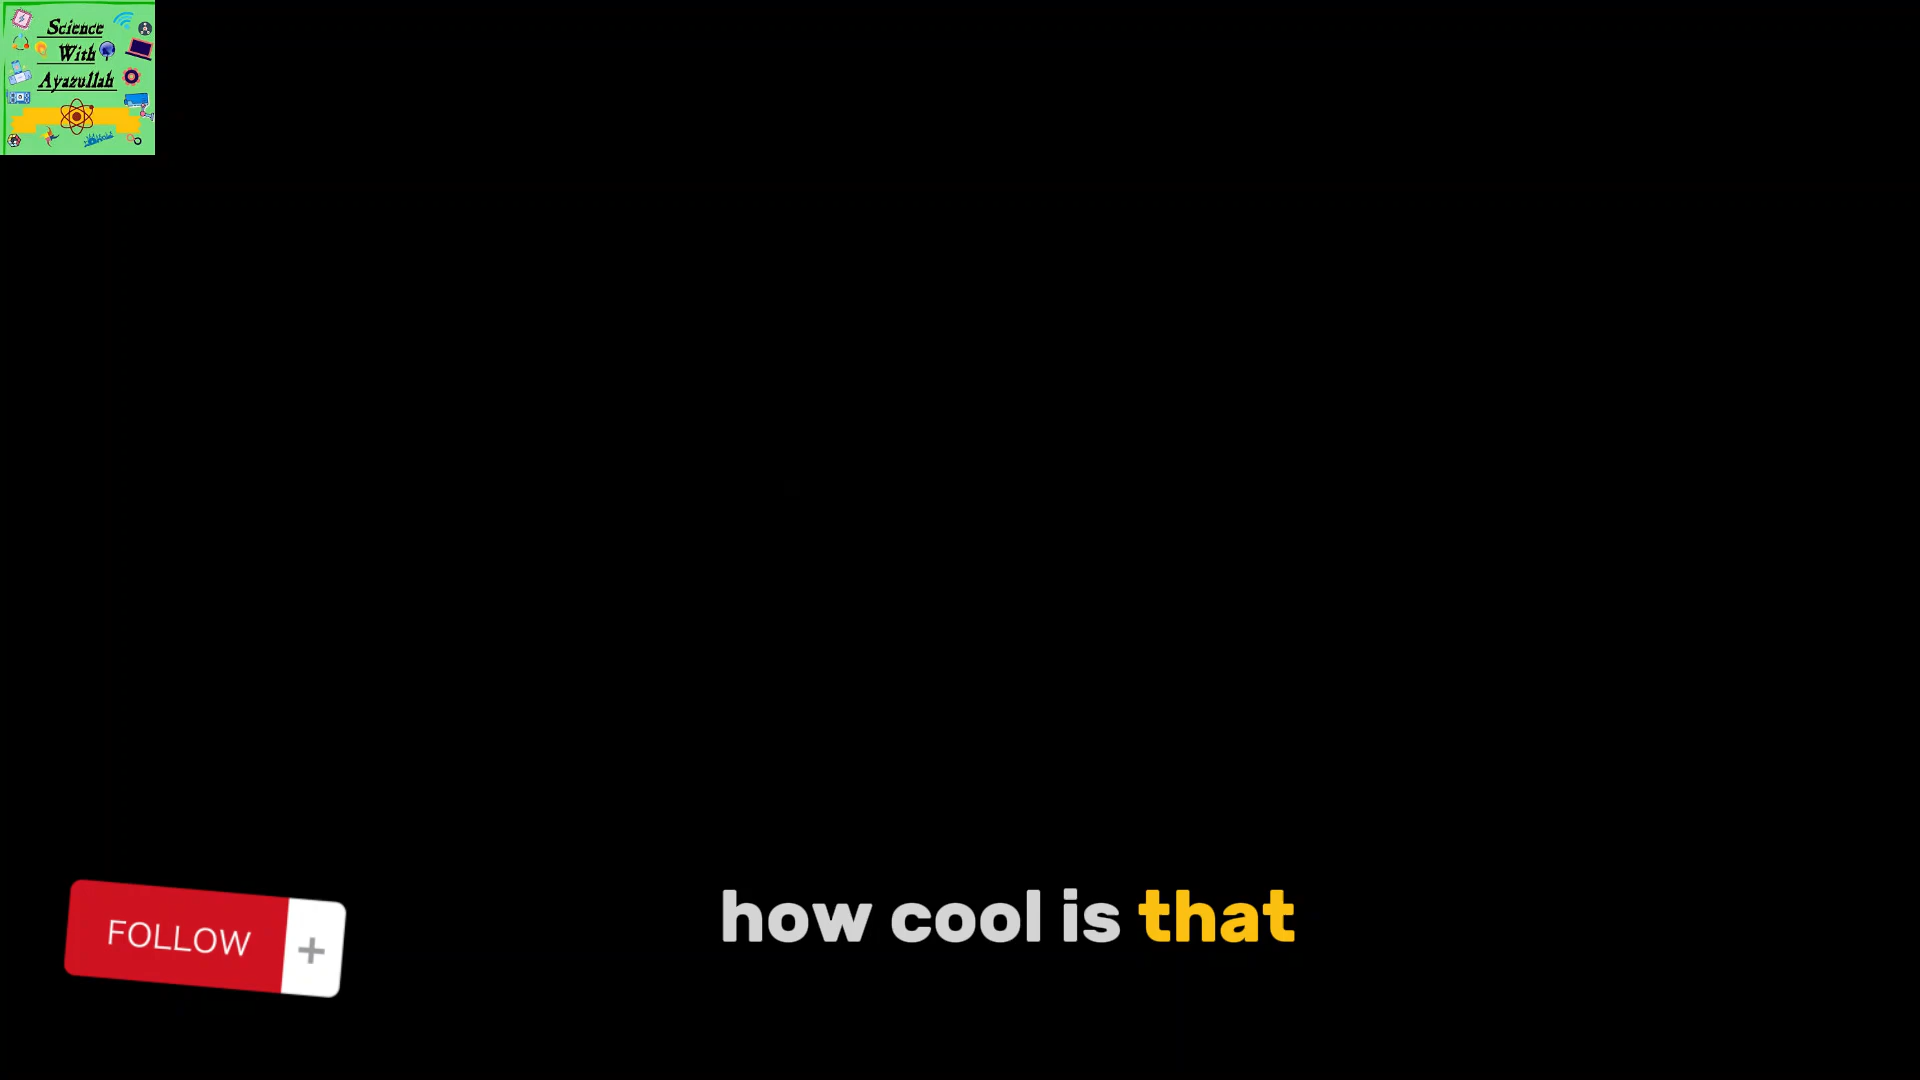 Science
With
Ayazullah
FOLLOW +
how cool is that